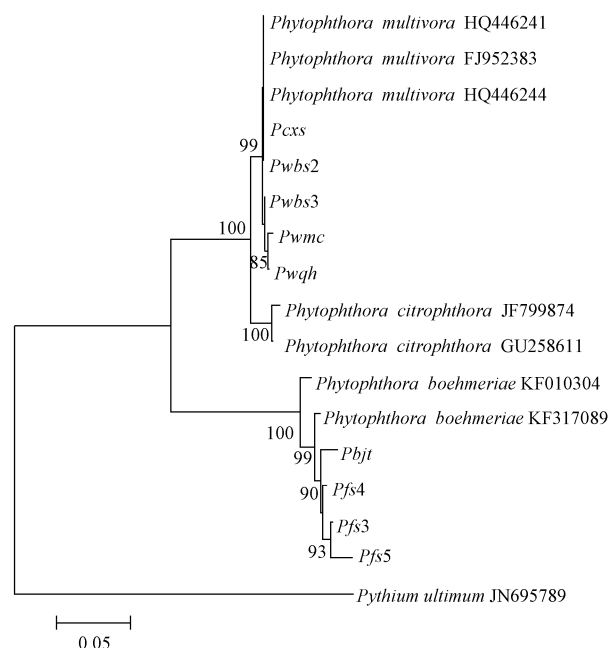 Phytophthora multivora HQ446241
Phytophthora multivora FJ952383
Phytophthora multivora HQ446244
Pcxs
99
Pwbs2
Pwbs3
100
Pwmc
85
Pwqh
Phytophthora citrophthora JF799874
100
Phytophthora citrophthora GU258611
Phytophthora boehmeriae KF010304
Phytophthora boehmeriae KF317089
100
Pbjt
99
Pfs4
90
Pfs3
93
Pfs5
Pythium ultimum JN695789
0.05